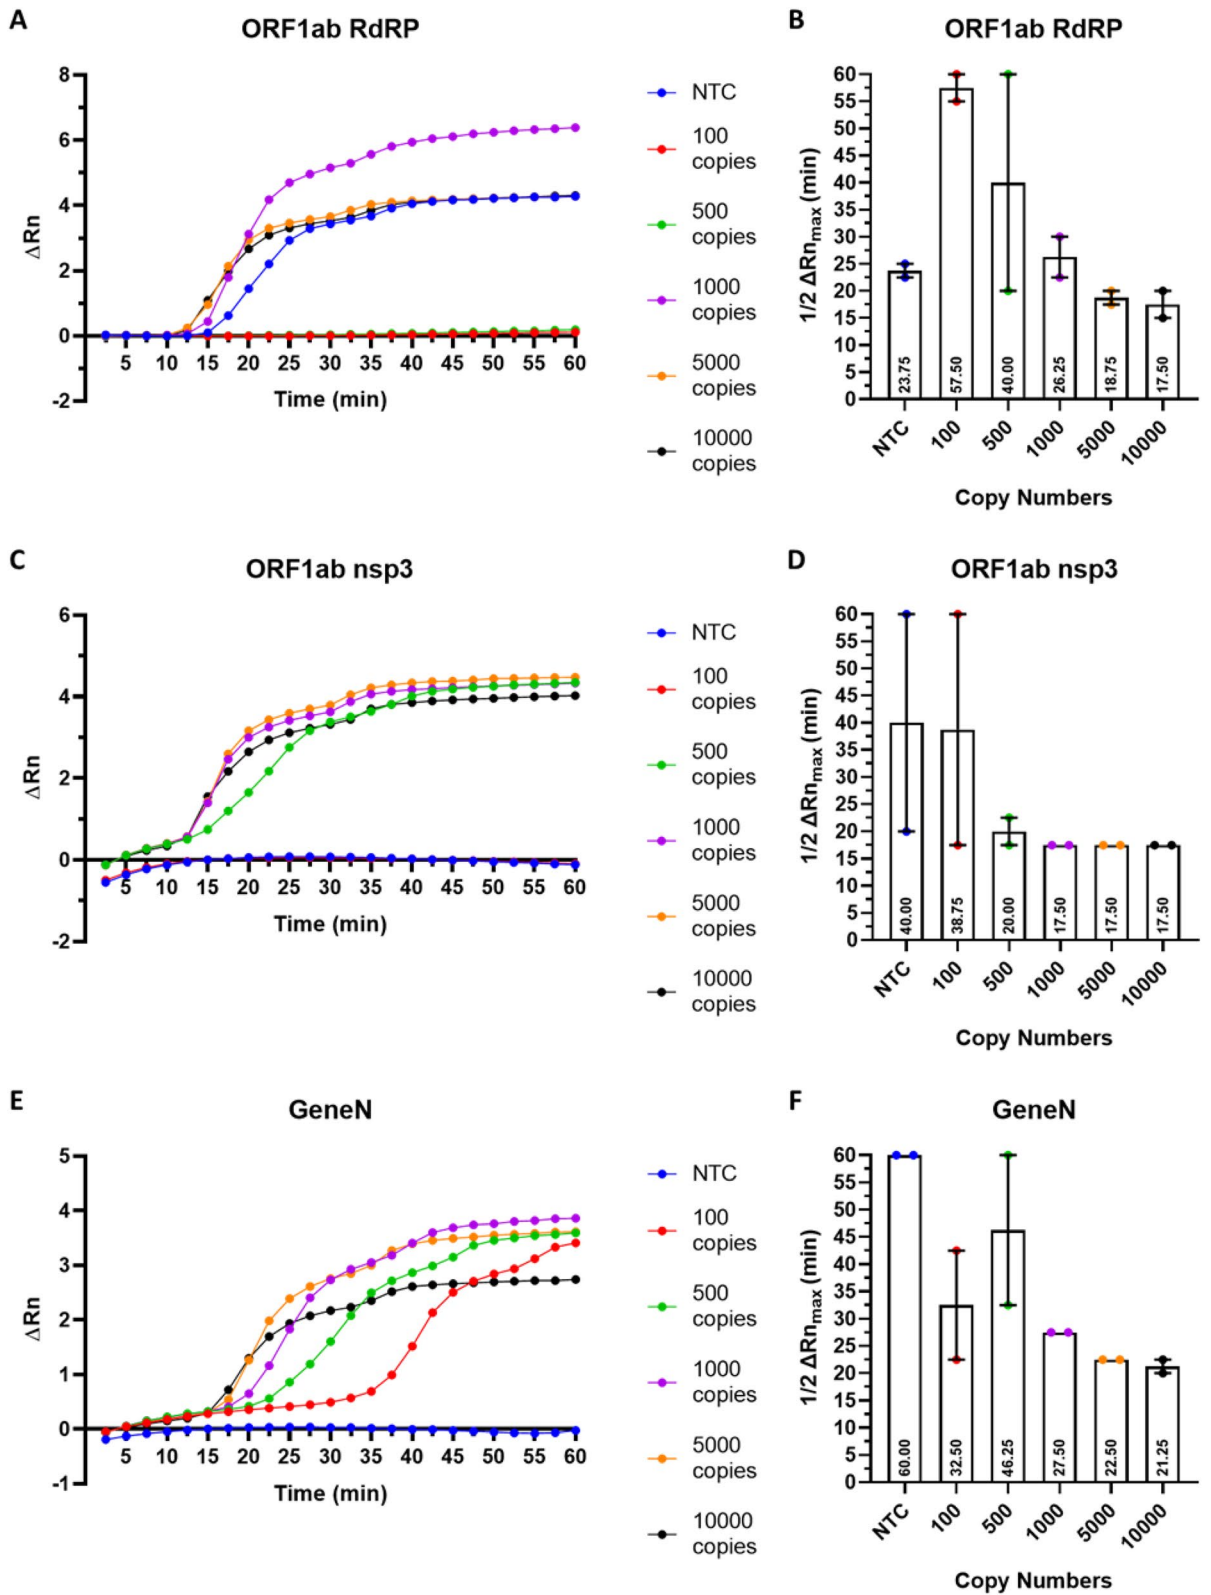 A
ORF1ab RdRP
8
6
4
2
0
-2
ΔRn
5 10 15 20 25 30 35 40 45 50 55 60
Time (min)
NTC
100
copies
500
copies
1000
copies
5000
copies
10000
copies
B
ORF1ab RdRP
60
55
50
45
40
35
30
25
20
15
10
5
0
1/2 ΔRnmax (min)
23.75 57.50 40.00 26.25 18.75 17.50
NTC 100 500 1000 5000 10000
Copy Numbers
C
ORF1ab nsp3
6
4
2
0
-2
ΔRn
5 10 15 20 25 30 35 40 45 50 55 60
Time (min)
NTC
100
copies
500
copies
1000
copies
5000
copies
10000
copies
D
ORF1ab nsp3
60
55
50
45
40
35
30
25
20
15
10
5
0
1/2 ΔRnmax (min)
40.00 38.75 20.00 17.50 17.50 17.50
NTC 100 500 1000 5000 10000
Copy Numbers
E
GeneN
5
4
3
2
1
0
-1
ΔRn
5 10 15 20 25 30 35 40 45 50 55 60
Time (min)
NTC
100
copies
500
copies
1000
copies
5000
copies
10000
copies
F
GeneN
60
55
50
45
40
35
30
25
20
15
10
5
0
1/2 ΔRnmax (min)
60.00 32.50 46.25 27.50 22.50 21.25
NTC 100 500 1000 5000 10000
Copy Numbers